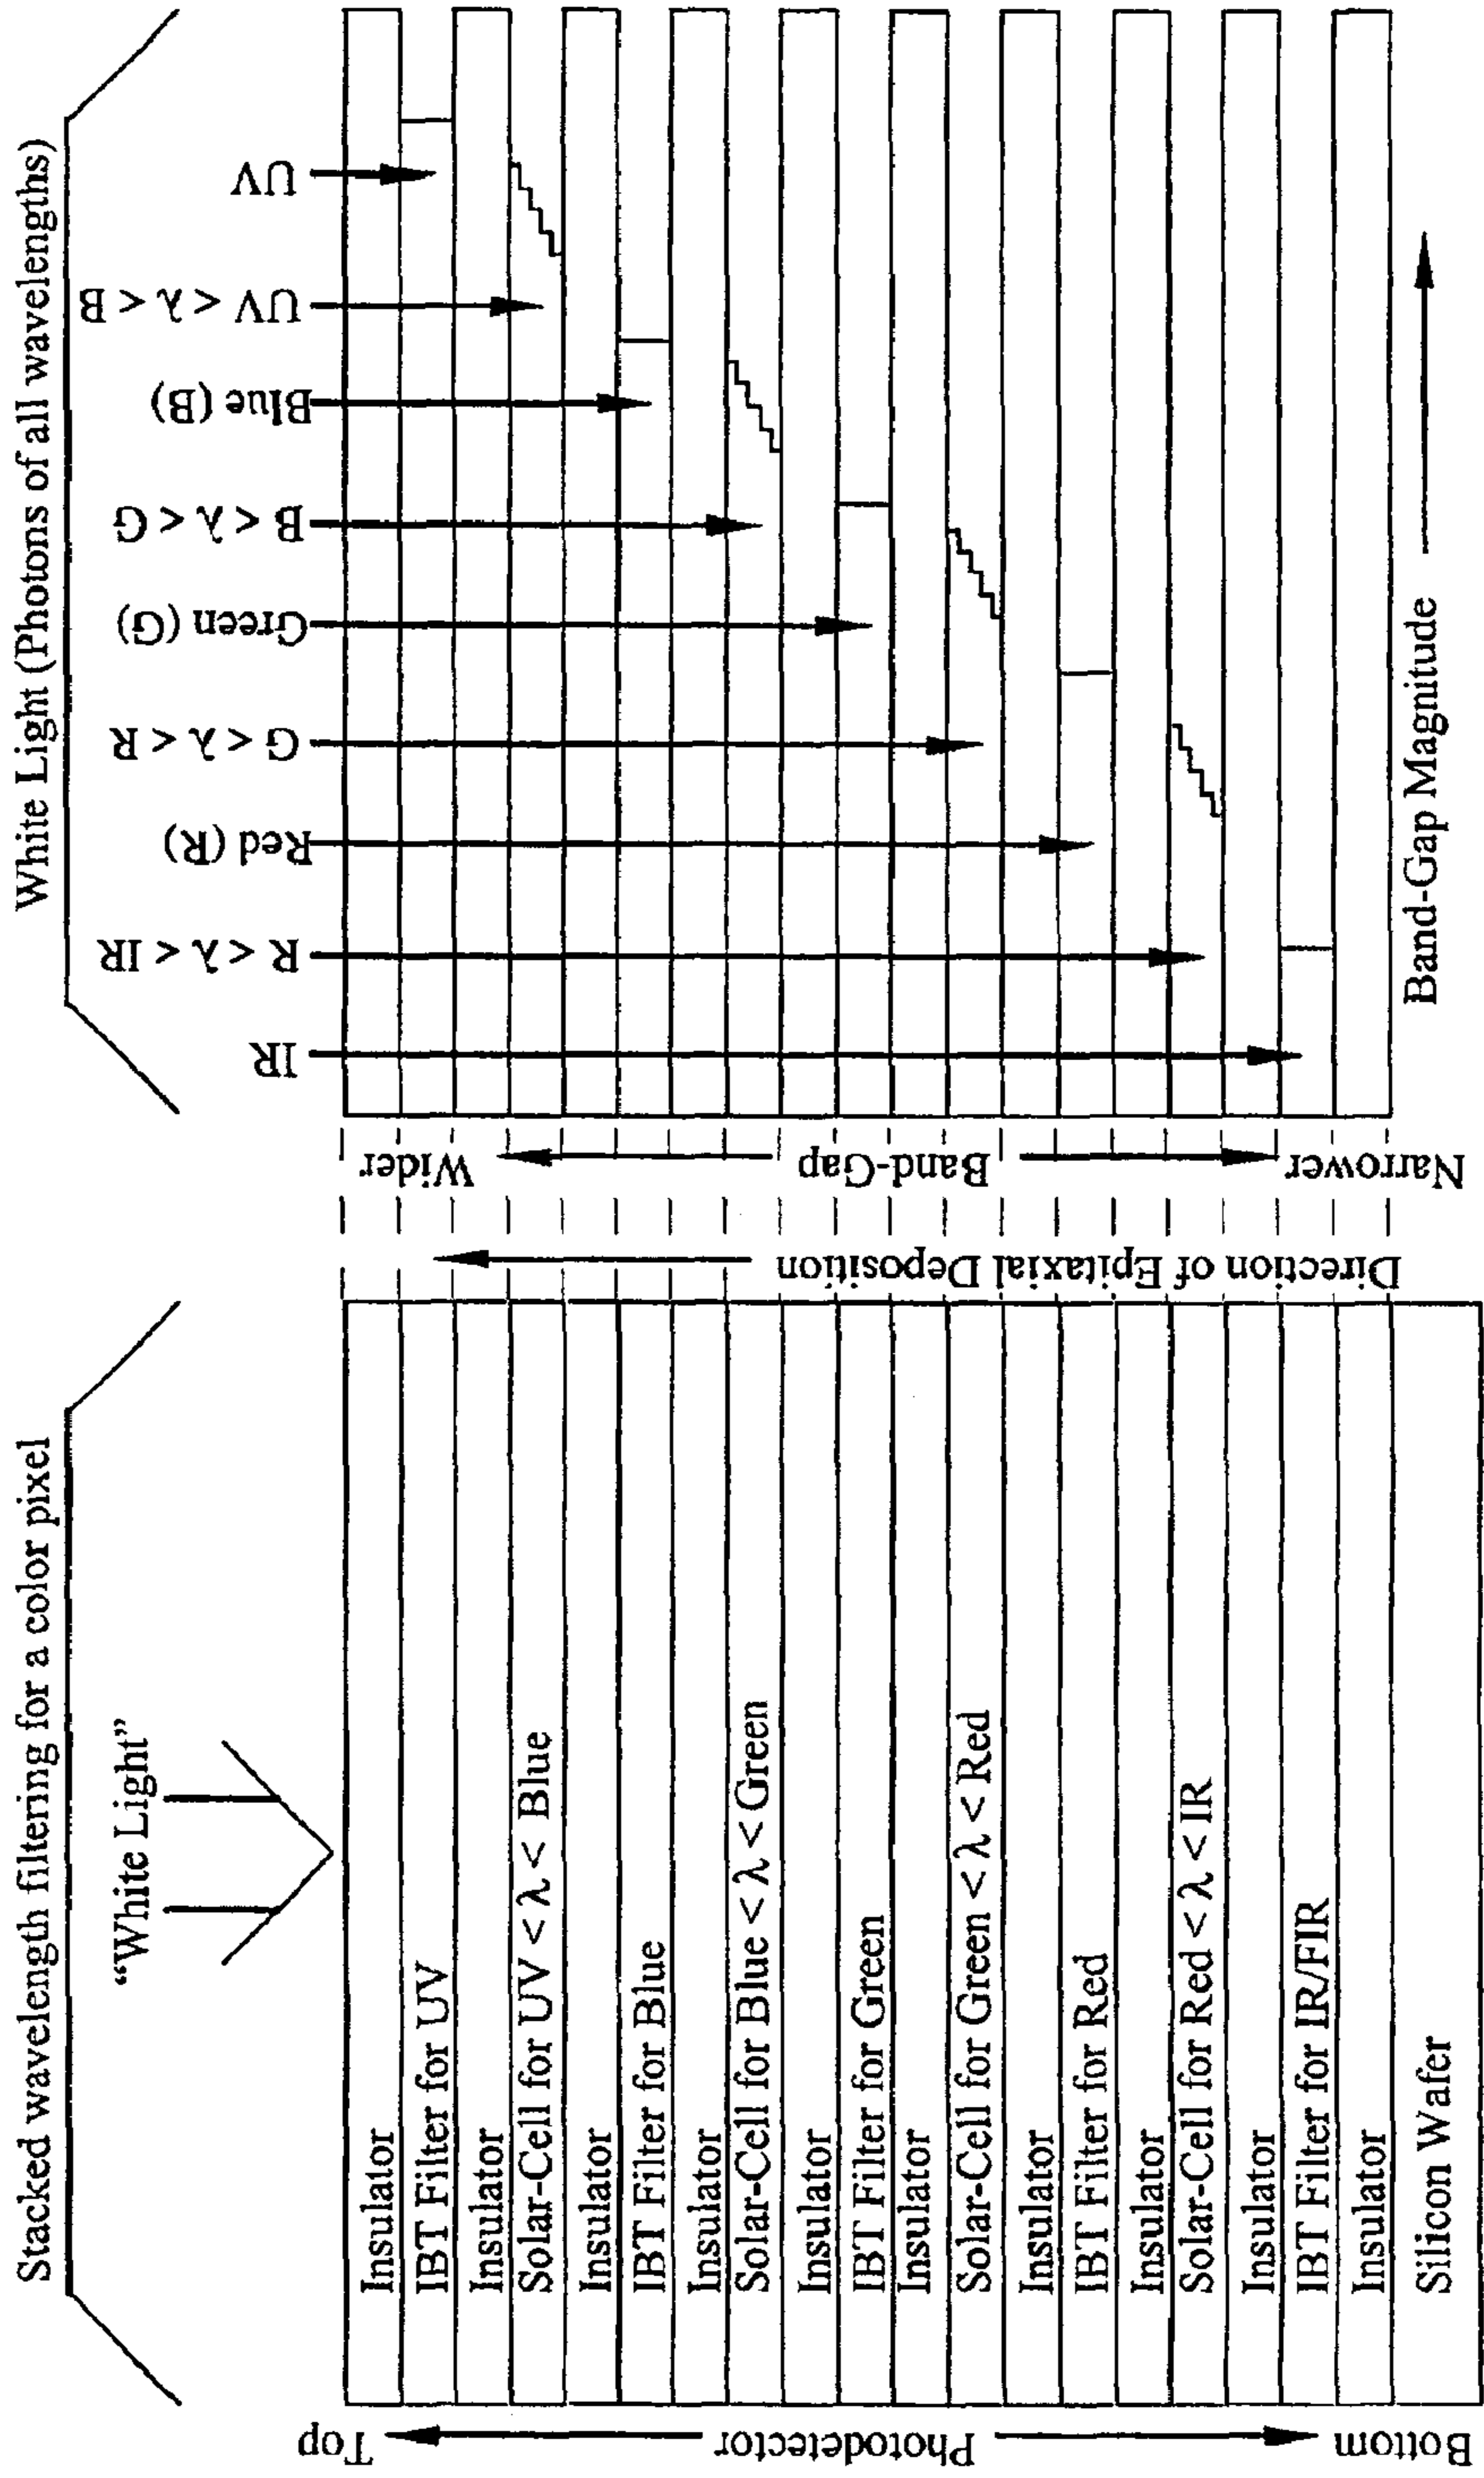 Stacked wavelength filtering for a color pixel
"White Light"
Top
Photodetector
Bottom
Insulator
IBT Filter for UV
Insulator
Solar-Cell for UV < λ < Blue
Insulator
IBT Filter for Blue
Insulator
Solar-Cell for Blue < λ < Green
Insulator
IBT Filter for Green
Insulator
Solar-Cell for Green < λ < Red
Insulator
IBT Filter for Red
Insulator
Solar-Cell for Red < λ < IR
Insulator
IBT Filter for IR/FIR
Insulator
Silicon Wafer
Direction of Epitaxial Deposition
Wider
Band-Gap
Narrower
White Light (Photons of all wavelengths)
IR
R < λ < IR
Red (R)
G < λ < R
Green (G)
B < λ < G
Blue (B)
UV < λ < B
UV
Band-Gap Magnitude